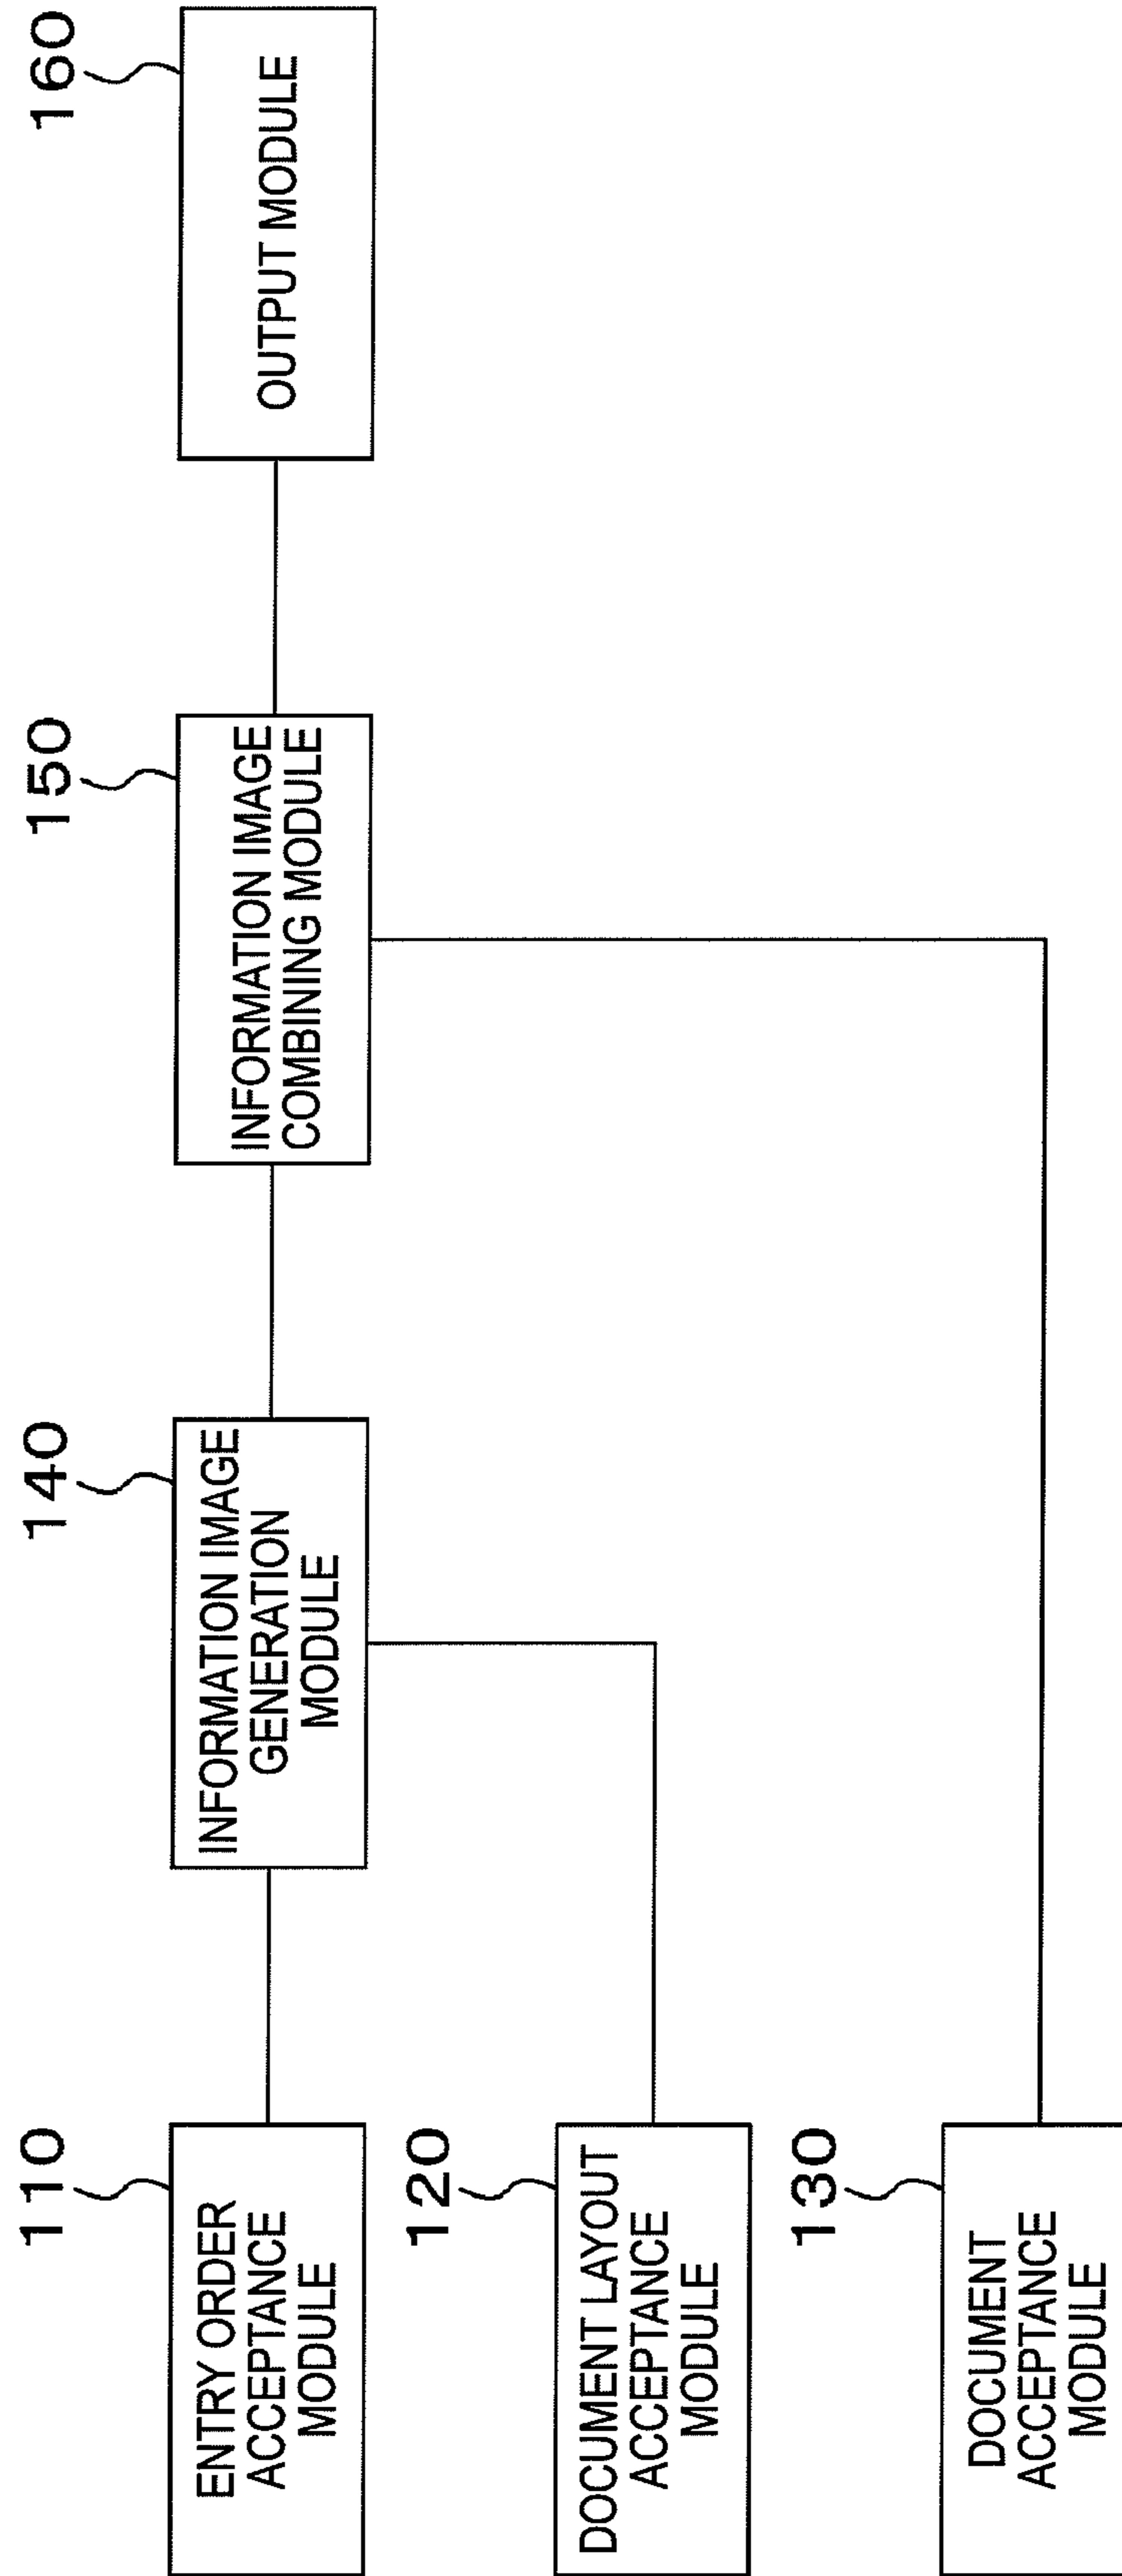 110
ENTRY ORDER
ACCEPTANCE
MODULE
120
DOCUMENT LAYOUT
ACCEPTANCE
MODULE
130
DOCUMENT
ACCEPTANCE
MODULE
140
INFORMATION IMAGE
GENERATION
MODULE
150
INFORMATION IMAGE
COMBINING MODULE
160
OUTPUT MODULE